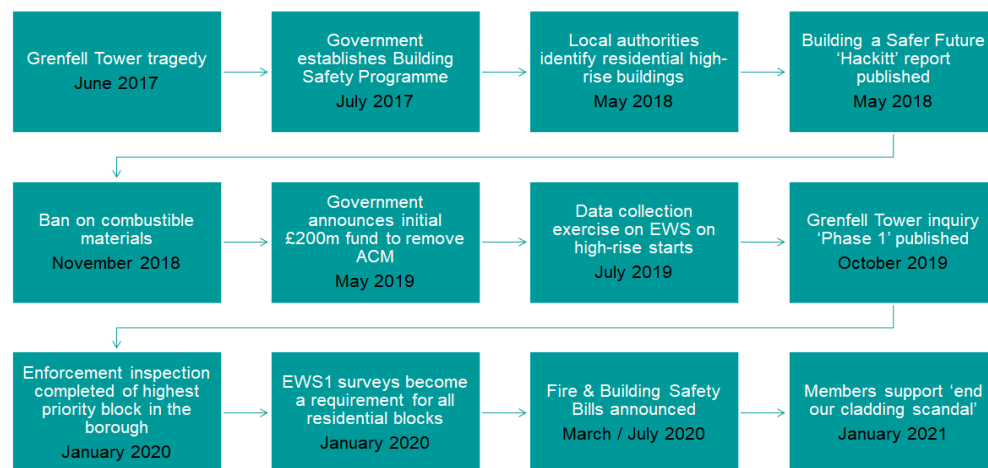 Grenfell Tower tragedy
June 2017
Government
establishes Building
Safety Programme
July 2017
Local authorities
identify residential high-
rise buildings
May 2018
Building a Safer Future
‘Hackitt’ report
published
May 2018
Ban on combustible
materials
November 2018
Government
announces initial
£200m fund to remove
ACM
May 2019
Data collection
exercise on EWS on
high-rise starts
July 2019
Grenfell Tower inquiry
‘Phase 1’ published
October 2019
Enforcement inspection
completed of highest
priority block in the
borough
January 2020
EWS1 surveys become
a requirement for all
residential blocks
January 2020
Fire & Building Safety
Bills announced
March / July 2020
Members support ‘end
our cladding scandal’
January 2021